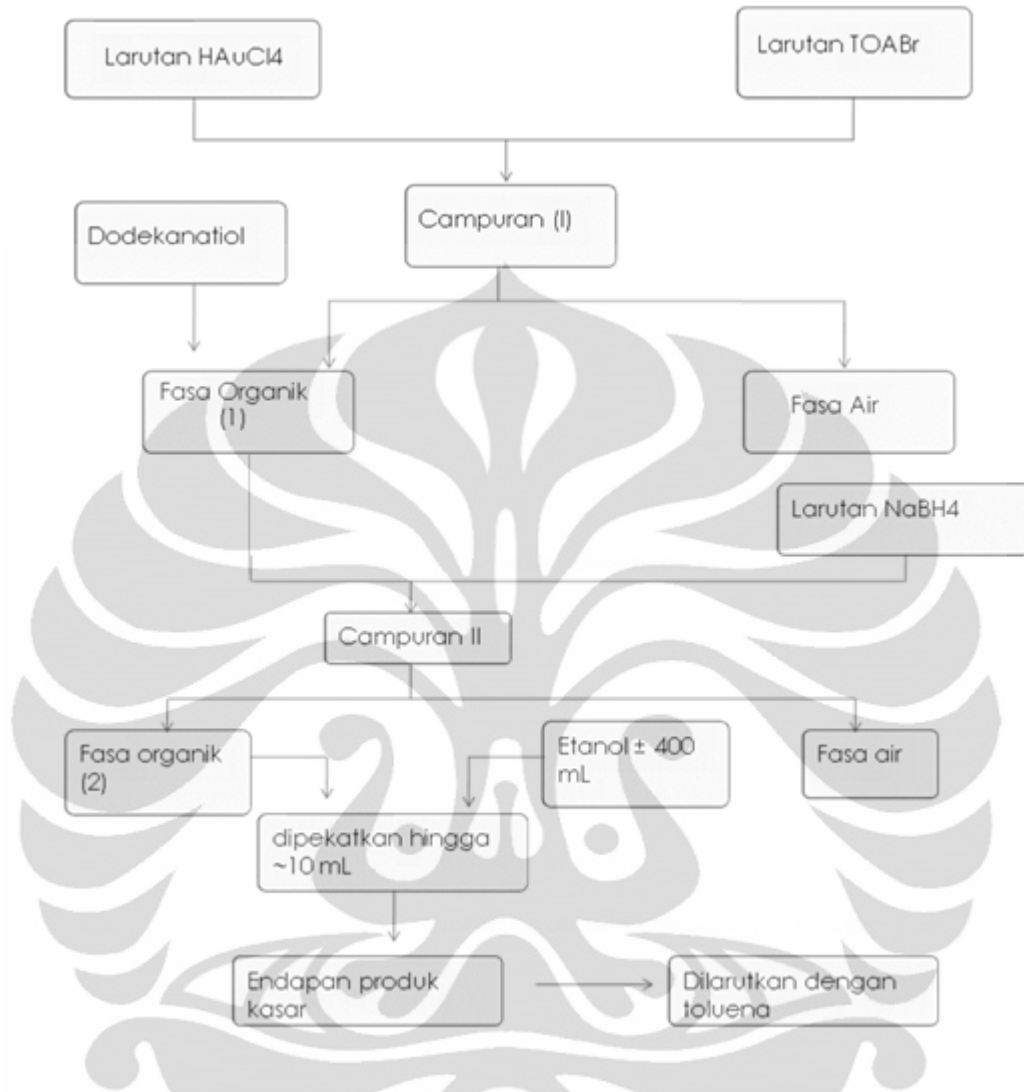 Larutan HAuCl4
Larutan TOABr
Campuran (I)
Dodekanatiol
Fasa Organik
(1)
Fasa Air
Larutan NaBH4
Campuran II
Fasa organik
(2)
Etanol ± 400
mL
Fasa air
dipekatkan hingga
~10 mL
Endapan produk
kasar
Dilarutkan dengan
toluena